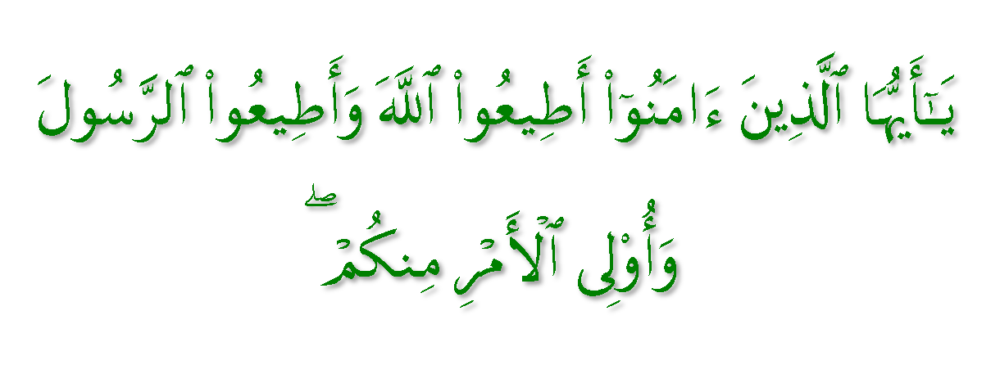 يَـٰٓأَيُّهَا ٱلَّذِينَ ءَامَنُوٓا۟ أَطِيعُوا۟ ٱللَّهَ وَأَطِيعُوا۟ ٱلرَّسُولَ
وَأُو۟لِى ٱلْأَمْرِ مِنكُمْ ۖ